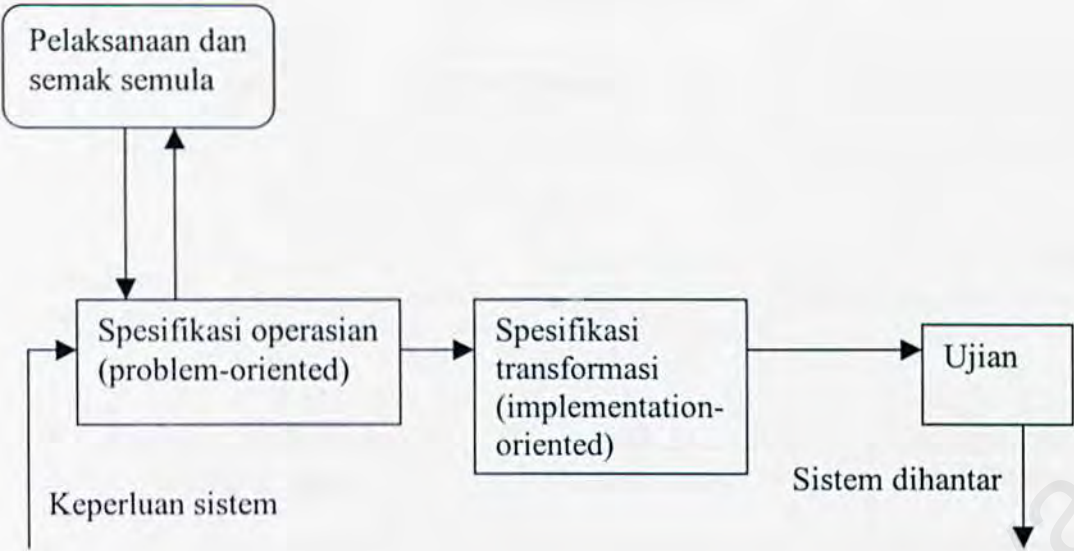 Pelaksanaan dan
semak semula
Spesifikasi operasian
(problem-oriented)
Spesifikasi
transformasi
(implementation-
oriented)
Ujian
Keperluan sistem
Sistem dihantar